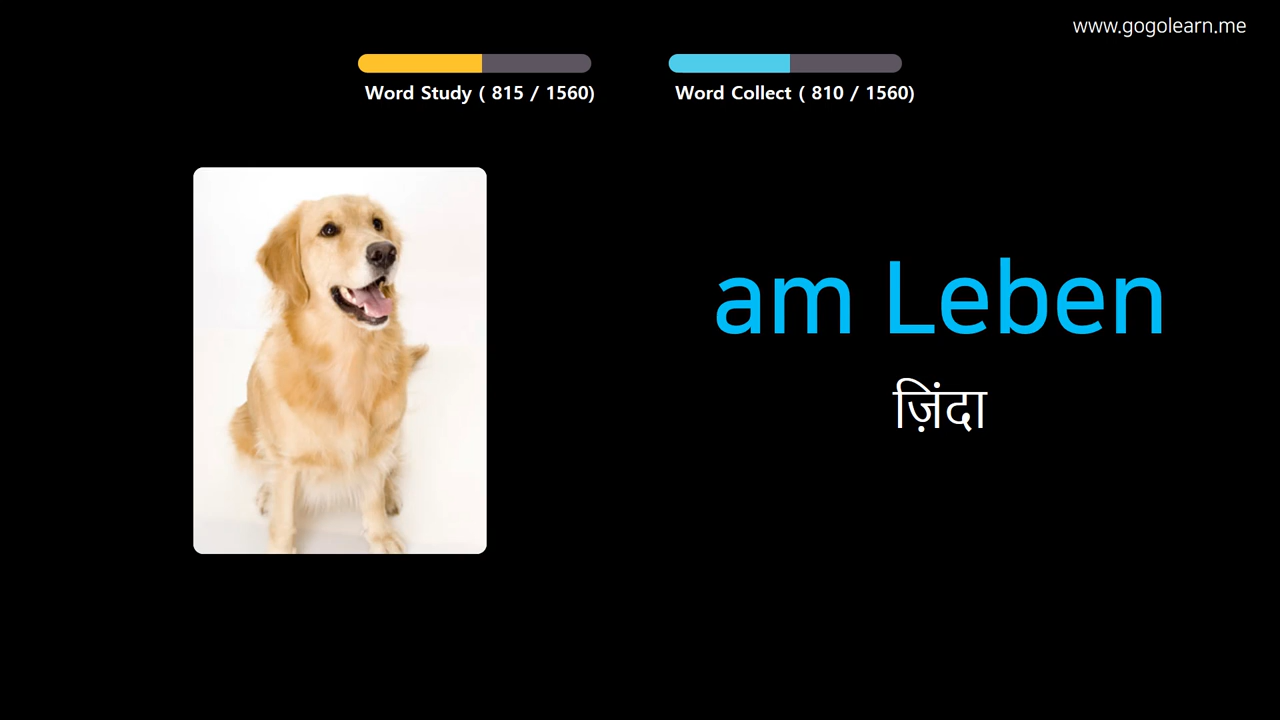 www.gogolearn.me
Word Study ( 815 / 1560)
Word Collect ( 810 / 1560)
am Leben
ज़िंदा